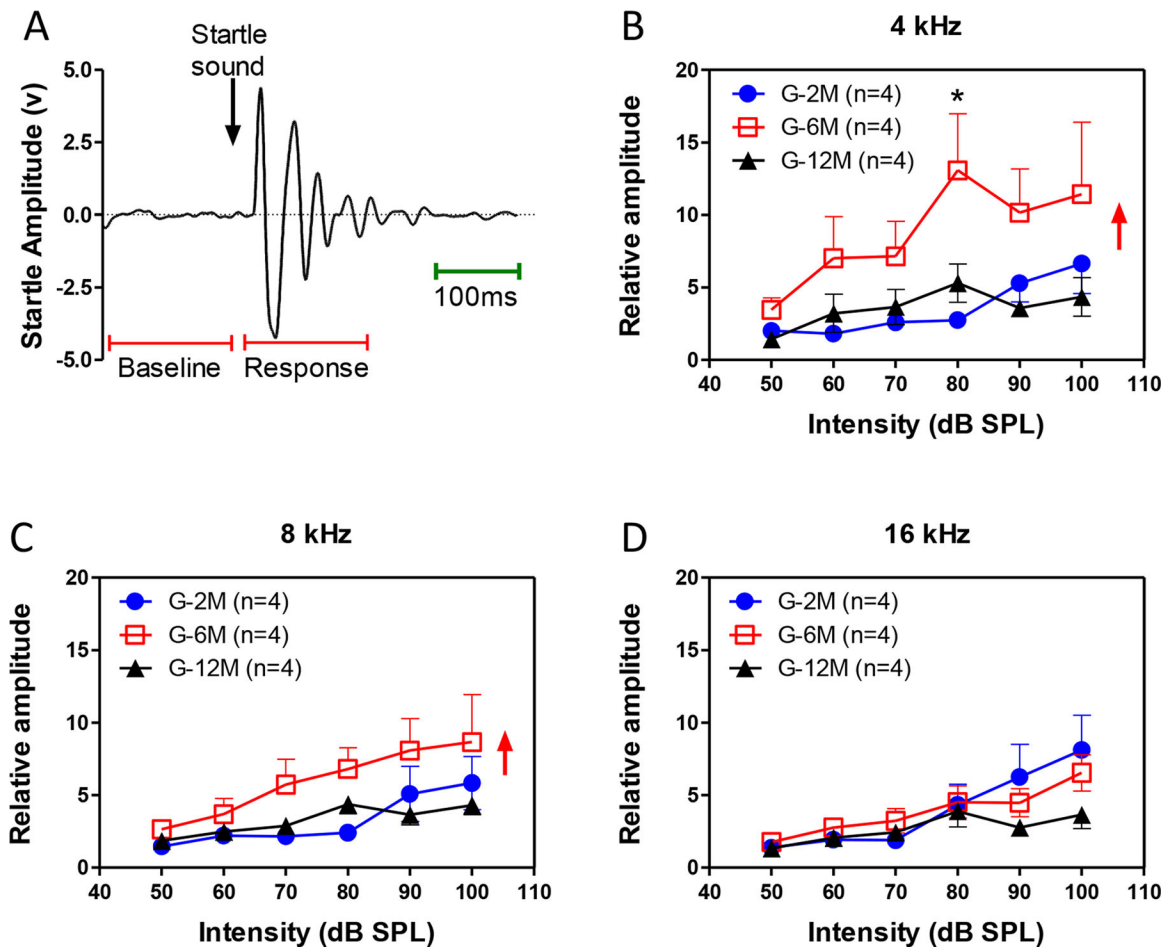 A
Startle
sound
Startle Amplitude (v)
5.0
2.5
0.0
-2.5
-5.0
Baseline
Response
100ms
B
4 kHz
Relative amplitude
20
15
10
5
0
G-2M (n=4)
G-6M (n=4)
G-12M (n=4)
*
40 50 60 70 80 90 100 110
Intensity (dB SPL)
C
8 kHz
Relative amplitude
20
15
10
5
0
G-2M (n=4)
G-6M (n=4)
G-12M (n=4)
40 50 60 70 80 90 100 110
Intensity (dB SPL)
D
16 kHz
Relative amplitude
20
15
10
5
0
G-2M (n=4)
G-6M (n=4)
G-12M (n=4)
40 50 60 70 80 90 100 110
Intensity (dB SPL)